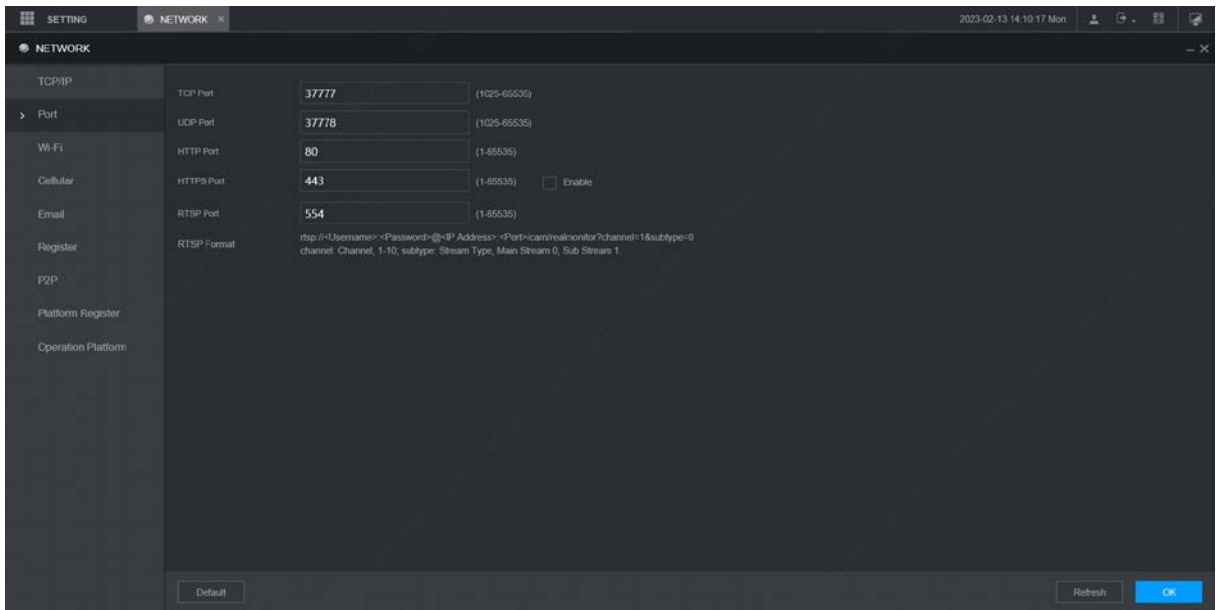 SETTING
NETWORK ×
2023-02-13 14:10:17 Mon
NETWORK
TCP/IP
Port
Wi-Fi
Cellular
Email
Register
P2P
Platform Register
Operation Platform
TCP Port 37777 (1025-65535)
UDP Port 37778 (1025-65535)
HTTP Port 80 (1-65535)
HTTPS Port 443 (1-65535) Enable
RTSP Port 554 (1-65535)
RTSP Format rtsp://<Username>:<Password>@<IP Address>:<Port>/cam/realmonitor?channel=1&subtype=0
channel: Channel, 1-10; subtype: Stream Type, Main Stream 0, Sub Stream 1.
Default
Refresh
OK